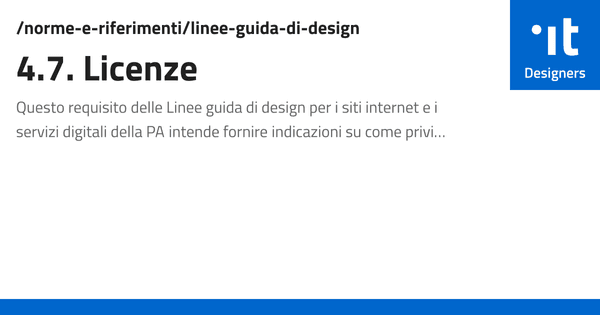 /norme-e-riferimenti/linee-guida-di-design
4.7. Licenze
Questo requisito delle Linee guida di design per i siti internet e i
servizi digitali della PA intende fornire indicazioni su come privi...
it
Designers